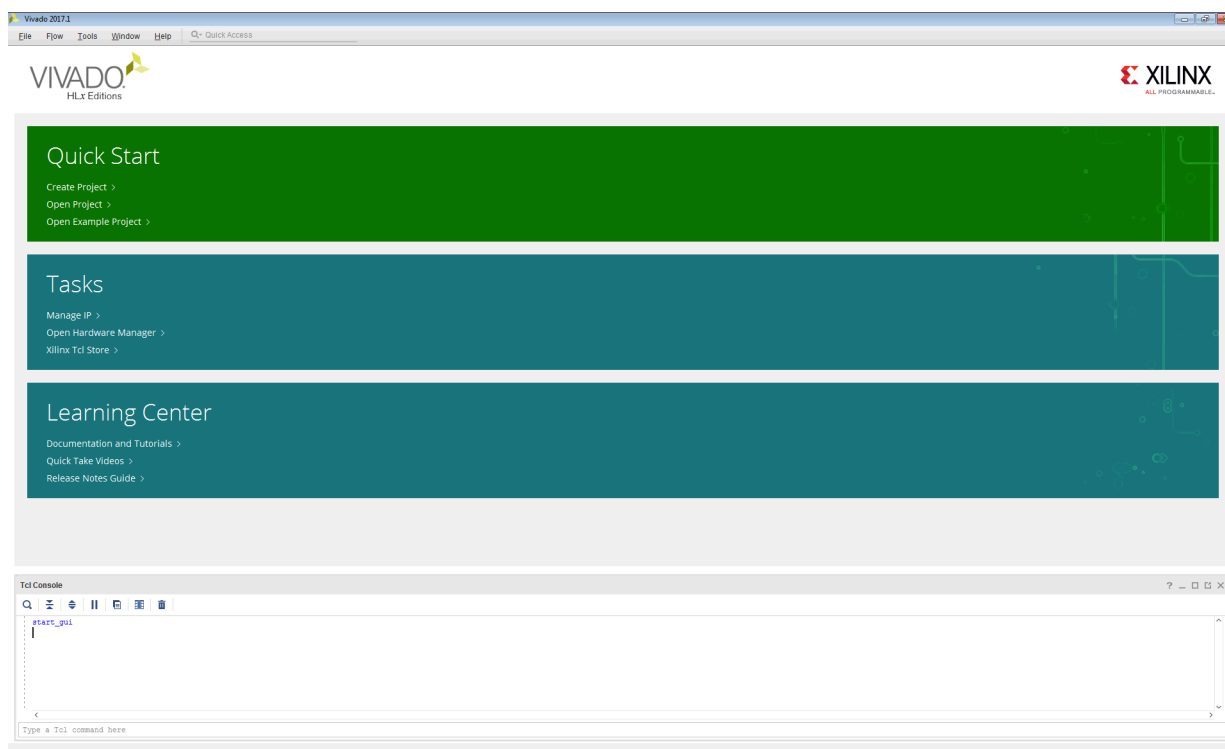 Vivado 2017.1
File Flow Tools Window Help Quick Access
VIVADO.
HLx Editions
XILINX
ALL PROGRAMMABLE.
Quick Start
Create Project >
Open Project >
Open Example Project >
Tasks
Manage IP >
Open Hardware Manager >
Xilinx Tcl Store >
Learning Center
Documentation and Tutorials >
Quick Take Videos >
Release Notes Guide >
Tcl Console
start_gui
Type a Tcl command here